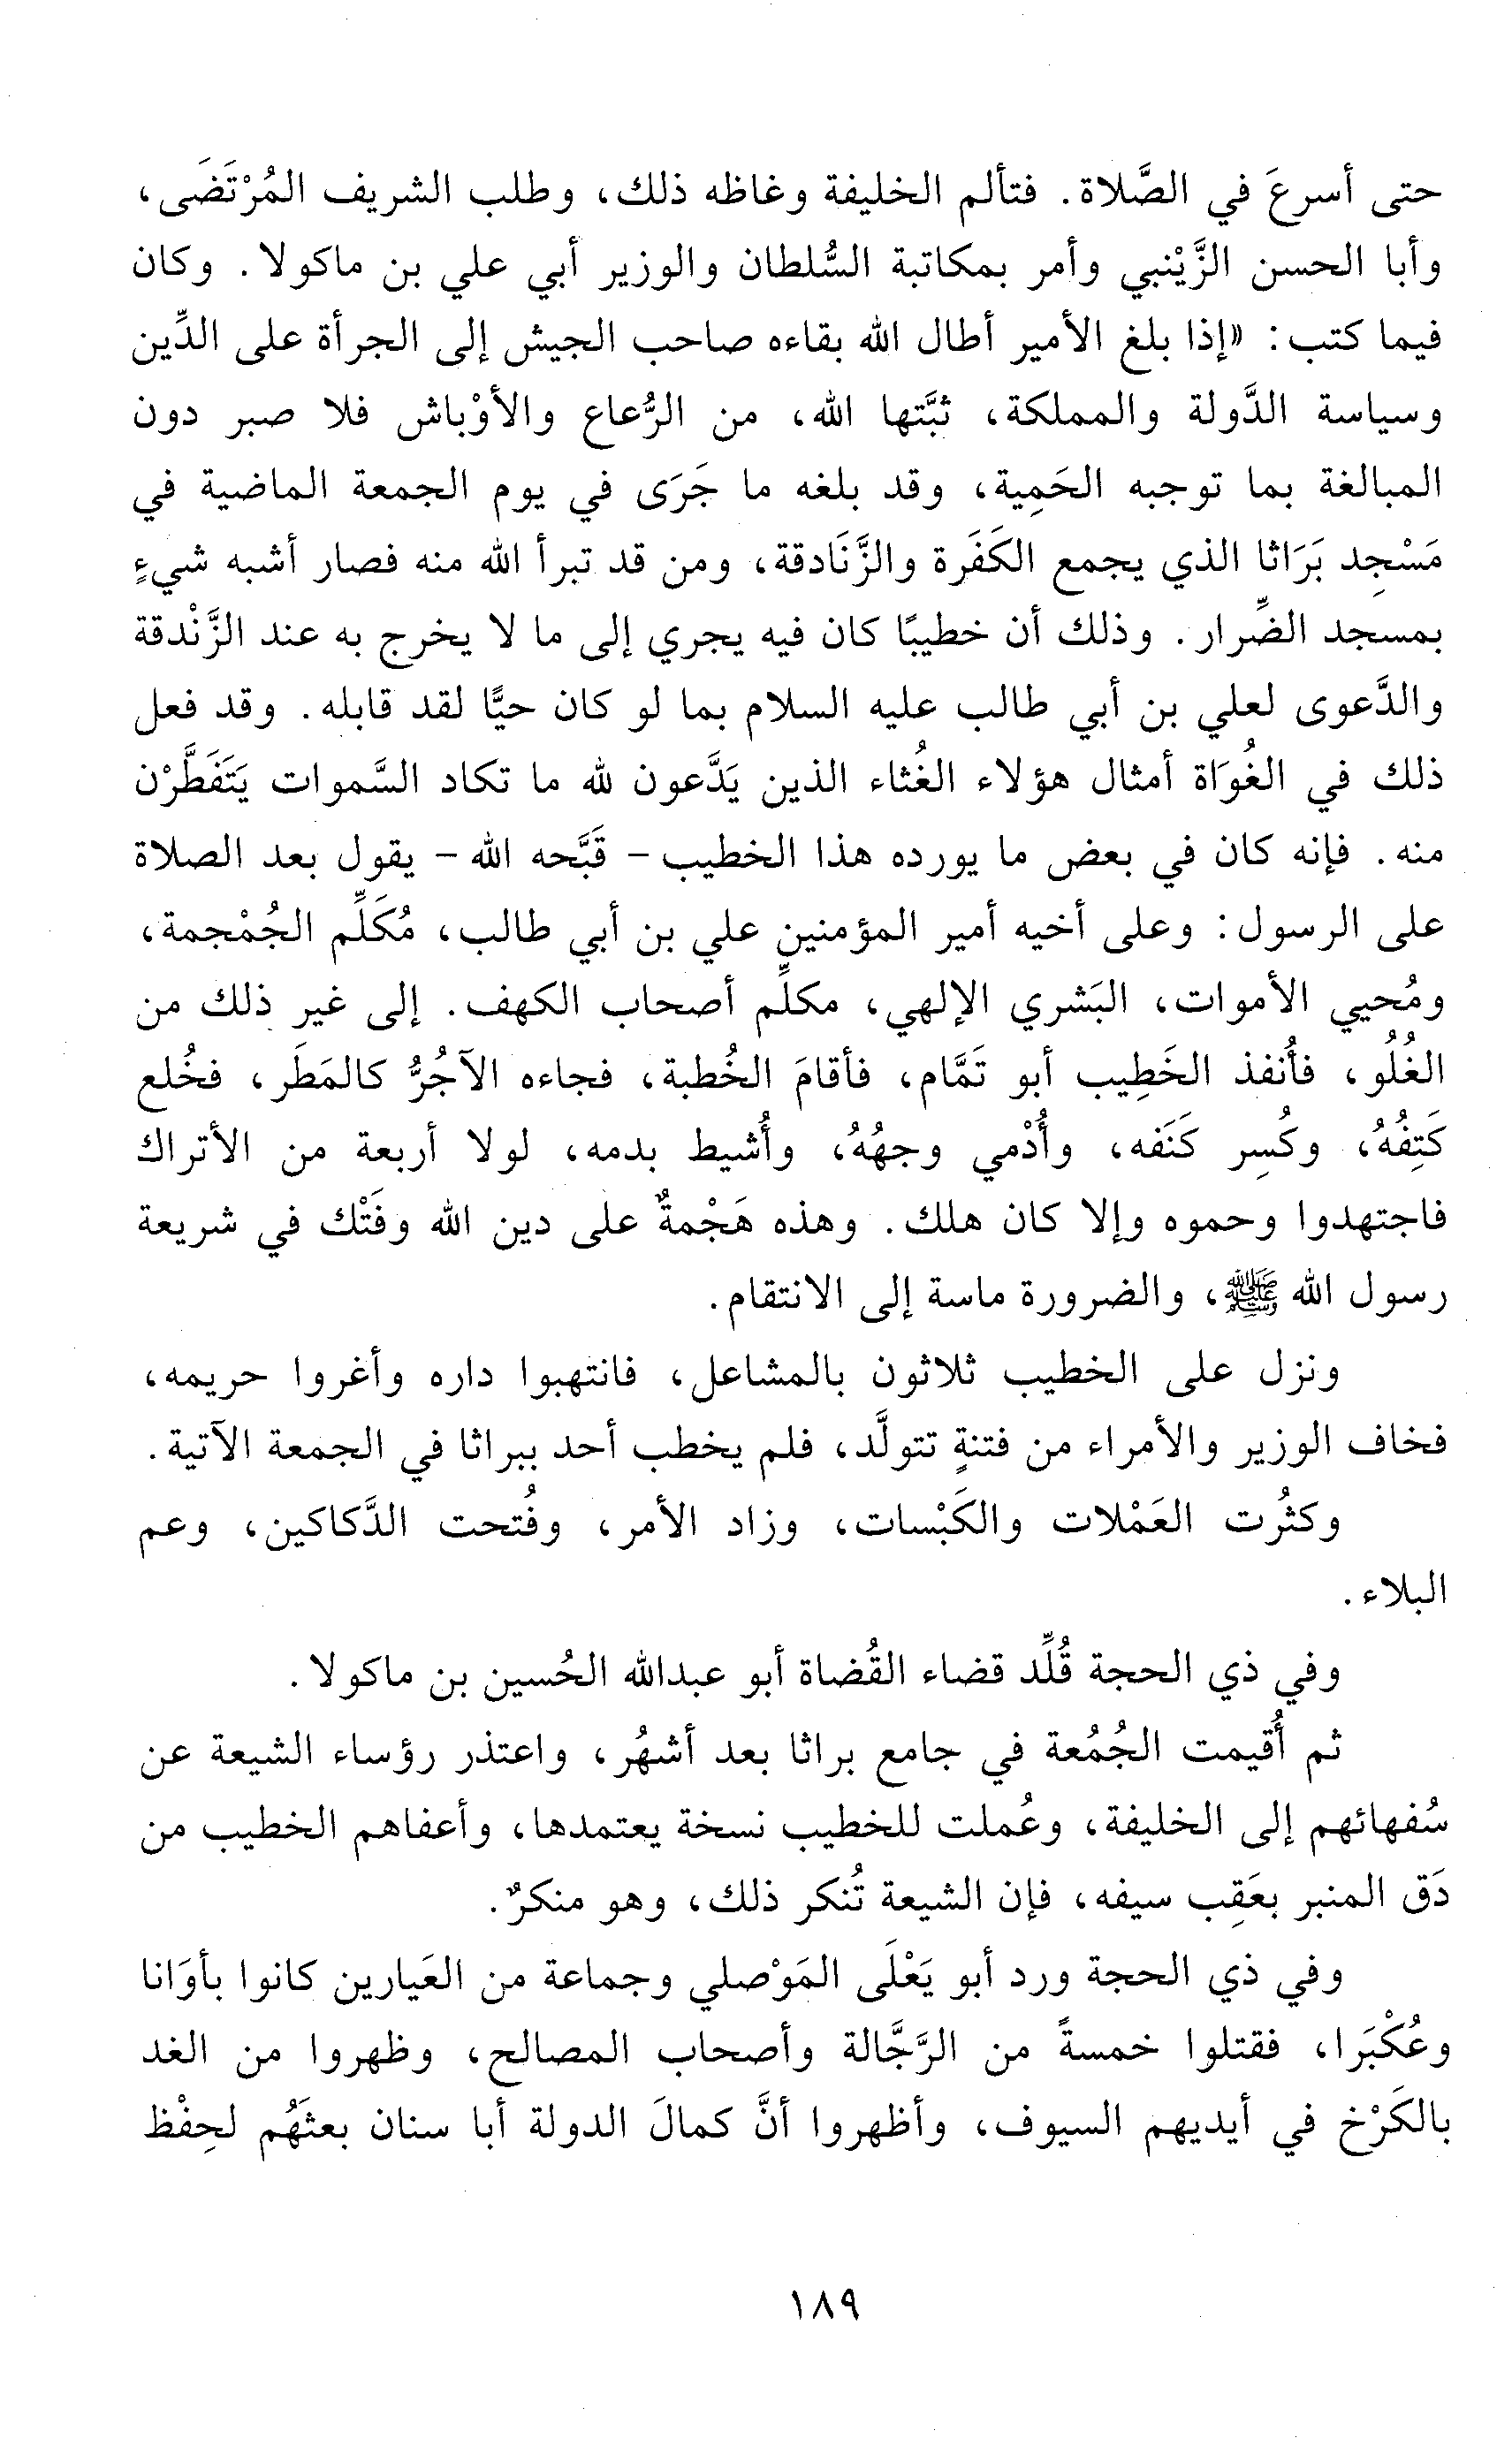 حتى أسرعَ في الصَّلاة. فتألم الخليفة وغاظه ذلك، وطلب الشريف المُرْتَضَى،
وأبا الحسن الزَّيْنبي وأمر بمكاتبة السُّلطان والوزير أبي علي بن ماكولا. وكان
فيما كتب: «إذا بلغ الأمير أطال الله بقاءه صاحب الجيش إلى الجرأة على الدِّين
وسياسة الدَّولة والمملكة، ثبَّتها الله، من الرُّعاع والأوْباش فلا صبر دون
المبالغة بما توجبه الحَمِية، وقد بلغه ما جَرَى في يوم الجمعة الماضية في
مَسْجِد بَرَاثا الذي يجمع الكَفَرة والزَّنَادقة، ومن قد تبرأ الله منه فصار أشبه شيءٍ
بمسجد الضِّرار. وذلك أن خطيبًا كان فيه يجري إلى ما لا يخرج به عند الزَّنْدقة
والدَّعوى لعلي بن أبي طالب عليه السلام بما لو كان حيًّا لقد قابله. وقد فعل
ذلك في الغُوَاة أمثال هؤلاء الغُثاء الذين يَدَّعون لله ما تكاد السَّموات يَتَفَطَّرْن
منه. فإنه كان في بعض ما يورده هذا الخطيب - قَبَّحه الله - يقول بعد الصلاة
على الرسول: وعلى أخيه أمير المؤمنين علي بن أبي طالب، مُكَلِّم الجُمْجمة،
ومُحيي الأموات، البَشري الإلهي، مكلِّم أصحاب الكهف. إلى غير ذلك من
الغُلُو، فأُنفذ الخَطِيب أبو تَمَّام، فأقامَ الخُطبة، فجاءه الآجُرُّ كالمَطَر، فخُلع
كَتِفُهُ، وكُسِر كَنَفه، وأُدْمي وجهُهُ، وأُشيط بدمه، لولا أربعة من الأتراك
فاجتهدوا وحموه وإلا كان هلك. وهذه هَجْمةٌ على دين الله وفَتْك في شريعة
رسول الله ﷺ، والضرورة ماسة إلى الانتقام.
ونزل على الخطيب ثلاثون بالمشاعل، فانتهبوا داره وأغروا حريمه،
فخاف الوزير والأمراء من فتنةٍ تتولَّد، فلم يخطب أحد ببراثا في الجمعة الآتية.
وكثُرت العَمْلات والكَبْسات، وزاد الأمر، وفُتحت الدَّكاكين، وعم
البلاء.
وفي ذي الحجة قُلِّد قضاء القُضاة أبو عبدالله الحُسين بن ماكولا.
ثم أُقيمت الجُمُعة في جامع براثا بعد أشهُر، واعتذر رؤساء الشيعة عن
سُفهائهم إلى الخليفة، وعُملت للخطيب نسخة يعتمدها، وأعفاهم الخطيب من
دَق المنبر بعَقِب سيفه، فإن الشيعة تُنكر ذلك، وهو منكرٌ.
وفي ذي الحجة ورد أبو يَعْلَى المَوْصلي وجماعة من العَيارين كانوا بأوَانا
وعُكْبَرا، فقتلوا خمسةً من الرَّجَّالة وأصحاب المصالح، وظهروا من الغد
بالكَرْخ في أيديهم السيوف، وأظهروا أنَّ كمالَ الدولة أبا سنان بعثَهُم لحِفْظ
١٨٩